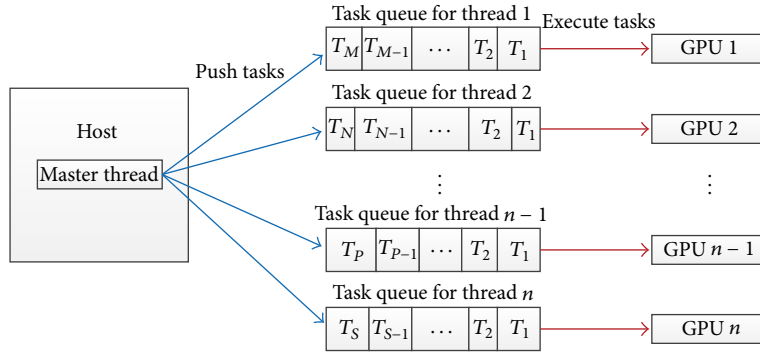 Task queue for thread 1
Execute tasks
T_M T_{M−1} ... T_2 T_1
GPU 1
Push tasks
Task queue for thread 2
Host
T_N T_{N−1} ... T_2 T_1
GPU 2
Master thread
⋮ ⋮
Task queue for thread n − 1
T_P T_{P−1} ... T_2 T_1
GPU n − 1
Task queue for thread n
T_S T_{S−1} ... T_2 T_1
GPU n